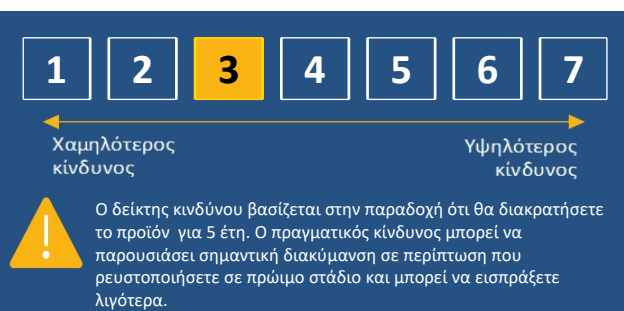 1 2 3 4 5 6 7
Χαμηλότερος Υψηλότερος
κίνδυνος κίνδυνος
Ο δείκτης κινδύνου βασίζεται στην παραδοχή ότι θα διακρατήσετε
το προϊόν για 5 έτη. Ο πραγματικός κίνδυνος μπορεί να
παρουσιάσει σημαντική διακύμανση σε περίπτωση που
ρευστοποιήσετε σε πρώιμο στάδιο και μπορεί να εισπράξετε
λιγότερα.